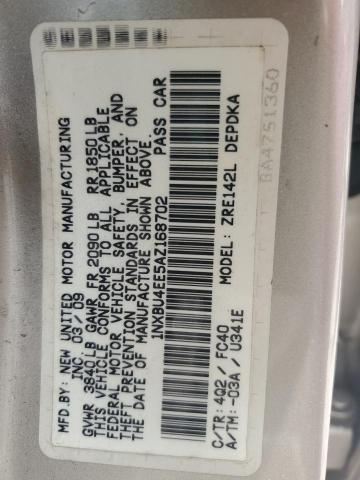 MFD.BY: NEW UNITED MOTOR MANUFACTURING
INC. 03/09
GVWR 3840LB GAWR FR 2090LB RR 1850LB
THIS VEHICLE CONFORMS TO ALL APPLICABLE
FEDERAL MOTOR VEHICLE SAFETY, BUMPER, AND
THEFT PREVENTION STANDARDS IN EFFECT ON
THE DATE OF MANUFACTURE SHOWN ABOVE.
1NXBU4EE5AZ168702 PASS CAR
ZRE142L DEPDKA
C/TR: 4Q2 / FC40
A/TM: -03A / U341E
BA4751360